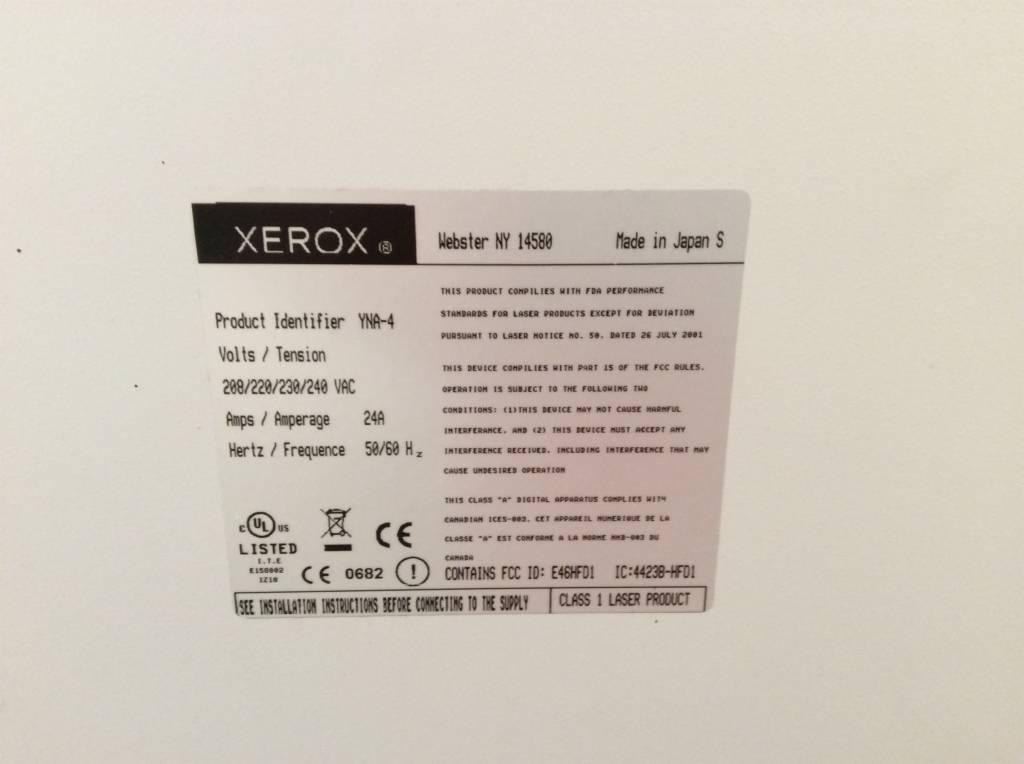 XEROX ®
Webster NY 14580
Made in Japan S
Product Identifier YNA-4
Volts / Tension
208/220/230/240 VAC
Amps / Amperage 24A
Hertz / Frequence 50/60 Hz
THIS PRODUCT COMPILIES WITH FDA PERFORMANCE
STANDARDS FOR LASER PRODUCTS EXCEPT FOR DEVIATION
PURSUANT TO LASER NOTICE NO. 50, DATED 26 JULY 2001
THIS DEVICE COMPILIES WITH PART 15 OF THE FCC RULES.
OPERATION IS SUBJECT TO THE FOLLOWING TWO
CONDITIONS: (1)THIS DEVICE MAY NOT CAUSE HARMFUL
INTERFERANCE, AND (2) THIS DEVICE MUST ACCEPT ANY
INTERFERENCE RECEIVED, INCLUDING INTERFERENCE THAT MAY
CAUSE UNDESIRED OPERATION
THIS CLASS "A" DIGITAL APPARATUS COMPLIES WITH
CANADIAN ICES-003, CET APPAREIL NUMERIQUE DE LA
CLASSE "A" EST CONFORME A LA NORME NMB-003 DU
CANADA
CONTAINS FCC ID: E46HFD1 IC:4423B-HFD1
C UL US
LISTED
I.T.E
E158002
1Z18
CE
CE 0682 !
SEE INSTALLATION INSTRUCTIONS BEFORE CONNECTING TO THE SUPPLY
CLASS 1 LASER PRODUCT